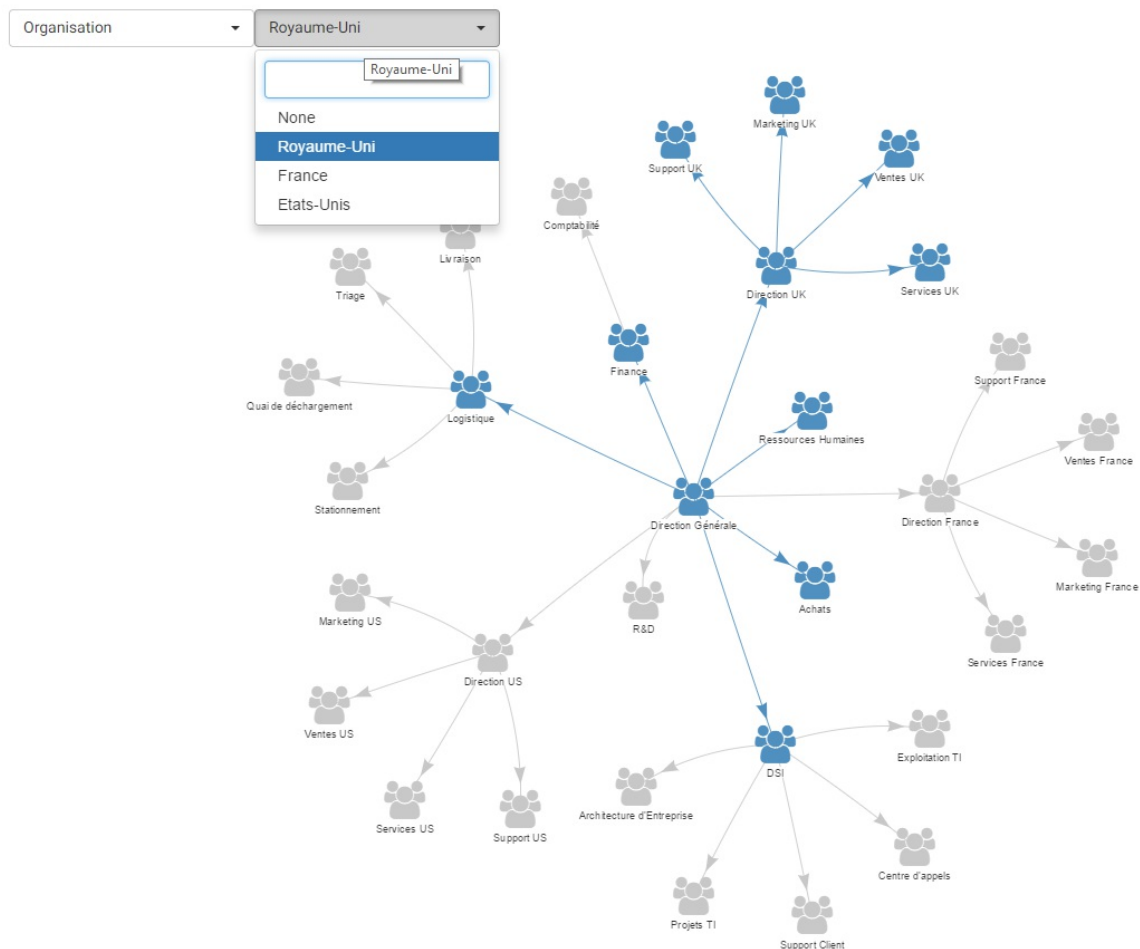 Organisation
Royaume-Uni
Royaume-Uni
None
Royaume-Uni
France
Etats-Unis
Marketing UK
Support UK
Ventes UK
Comptabilité
Livraison
Triage
Direction UK
Services UK
Finance
Support France
Quai de déchargement
Logistique
Ressources Humaines
Ventes France
Stationnement
Direction Générale
Direction France
Marketing France
Achats
Marketing US
R&D
Services France
Direction US
Ventes US
Exploitation TI
DSI
Architecture d'Entreprise
Services US
Support US
Centre d'appels
Projets TI
Support Client